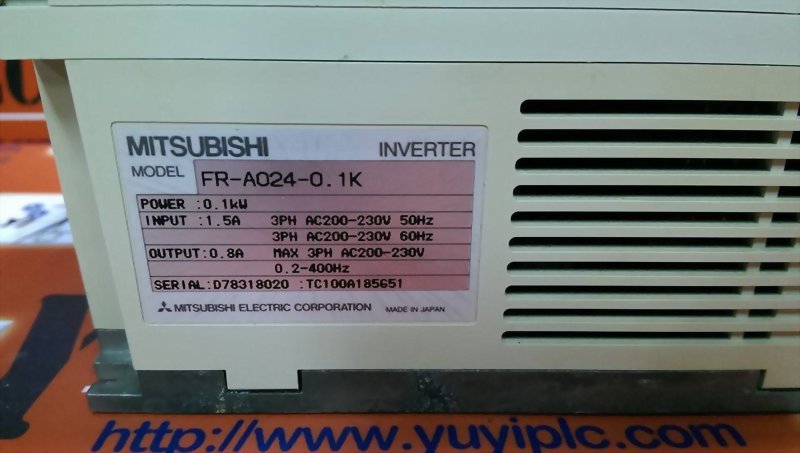 MITSUBISHI INVERTER
MODEL FR-A024-0.1K
POWER :0.1kW
INPUT :1.5A 3PH AC200-230V 50Hz
3PH AC200-230V 60Hz
OUTPUT:0.8A MAX 3PH AC200-230V
0.2-400Hz
SERIAL:D78318020 :TC100A185651
MITSUBISHI ELECTRIC CORPORATION MADE IN JAPAN
http://www.yuyiplc.com